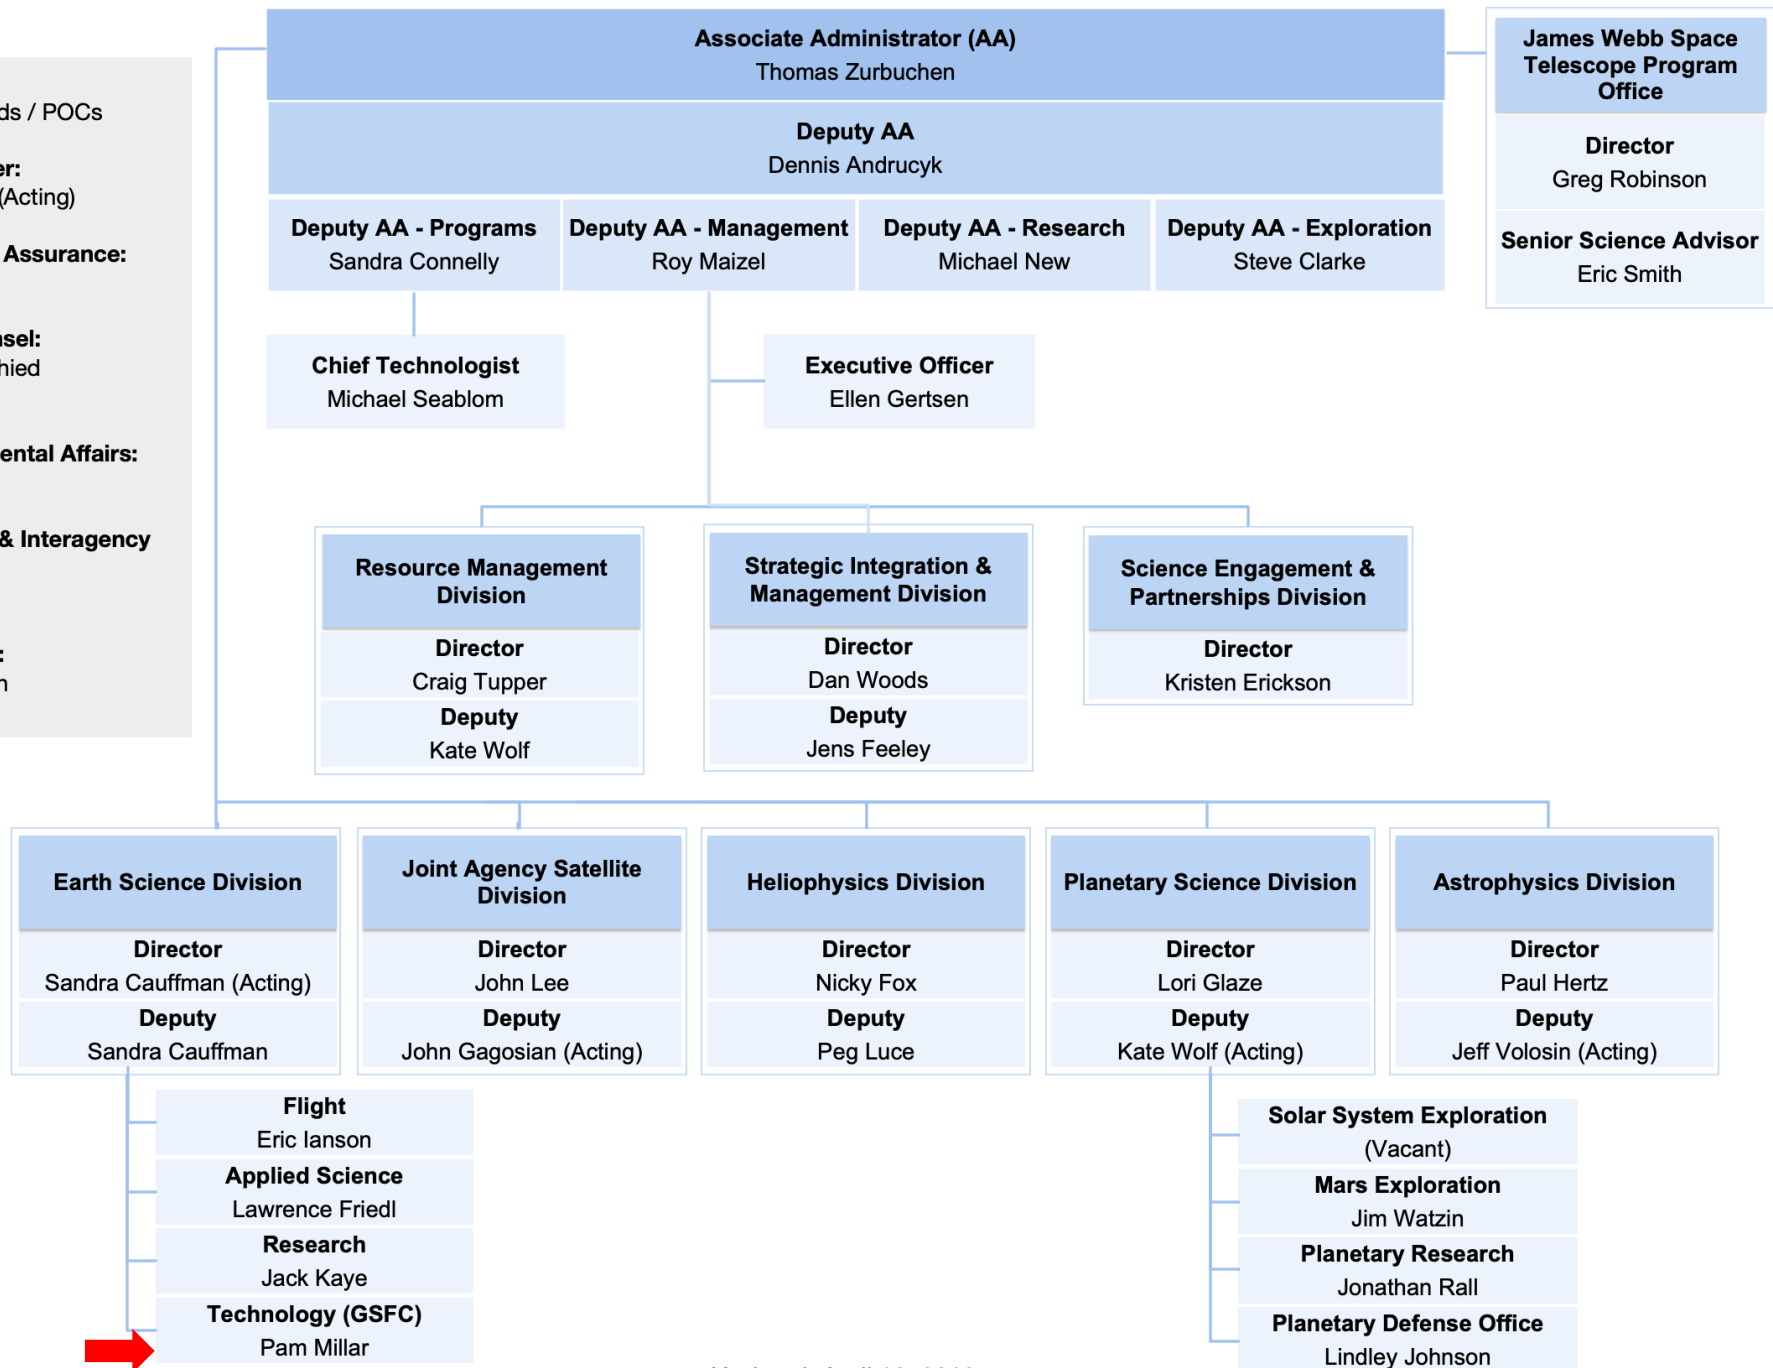 Associate Administrator (AA)
Thomas Zurbuchen
Deputy AA
Dennis Andrucyk
Deputy AA - Programs
Sandra Connelly
Deputy AA - Management
Roy Maizel
Deputy AA - Research
Michael New
Deputy AA - Exploration
Steve Clarke
James Webb Space
Telescope Program
Office
Director
Greg Robinson
Senior Science Advisor
Eric Smith
/ POCs
(Acting)
Assurance:
Affairs:
& Interagency
Chief Technologist
Michael Seablom
Executive Officer
Ellen Gertsen
Resource Management
Division
Director
Craig Tupper
Deputy
Kate Wolf
Strategic Integration &
Management Division
Director
Dan Woods
Deputy
Jens Feeley
Science Engagement &
Partnerships Division
Director
Kristen Erickson
Earth Science Division
Director
Sandra Cauffman (Acting)
Deputy
Sandra Cauffman
Flight
Eric Ianson
Applied Science
Lawrence Friedl
Research
Jack Kaye
Technology (GSFC)
Pam Millar
Joint Agency Satellite
Division
Director
John Lee
Deputy
John Gagosian (Acting)
Heliophysics Division
Director
Nicky Fox
Deputy
Peg Luce
Planetary Science Division
Director
Lori Glaze
Deputy
Kate Wolf (Acting)
Solar System Exploration
(Vacant)
Mars Exploration
Jim Watzin
Planetary Research
Jonathan Rall
Planetary Defense Office
Lindley Johnson
Astrophysics Division
Director
Paul Hertz
Deputy
Jeff Volosin (Acting)